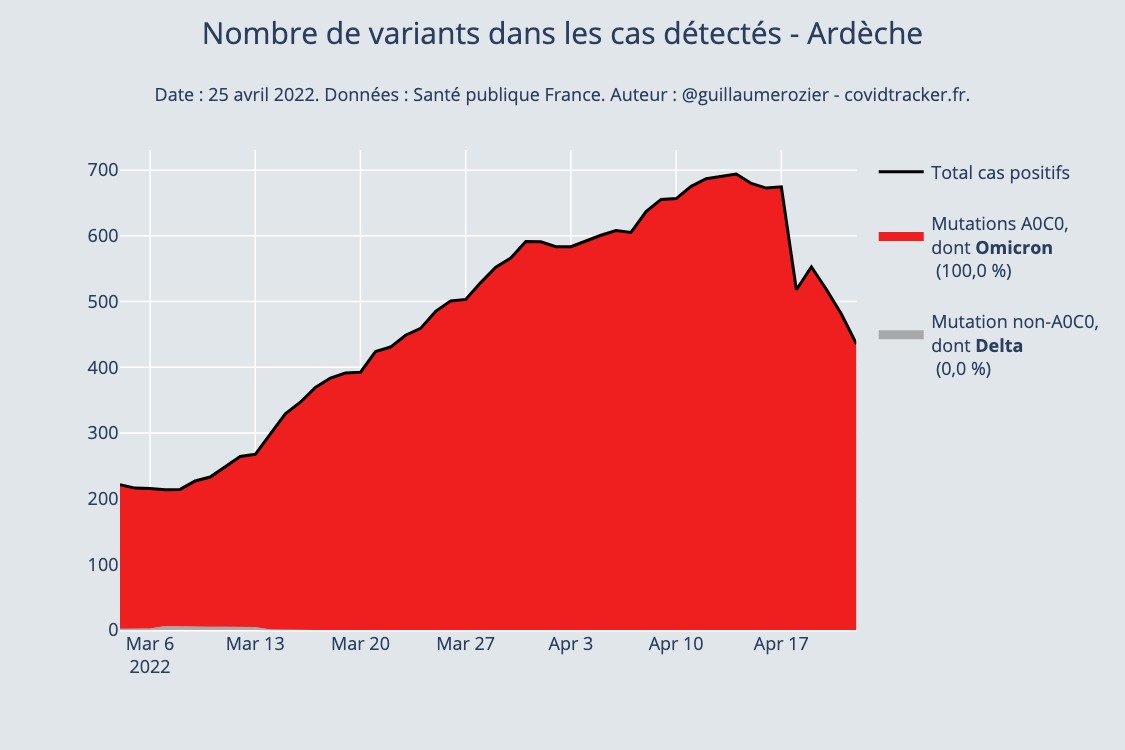 Nombre de variants dans les cas détectés - Ardèche
Date : 25 avril 2022. Données : Santé publique France. Auteur : @guillaumerozier - covidtracker.fr.
700
600
500
400
300
200
100
0
Mar 6
2022
Mar 13
Mar 20
Mar 27
Apr 3
Apr 10
Apr 17
Total cas positifs
Mutations A0C0,
dont Omicron
(100,0 %)
Mutation non-A0C0,
dont Delta
(0,0 %)